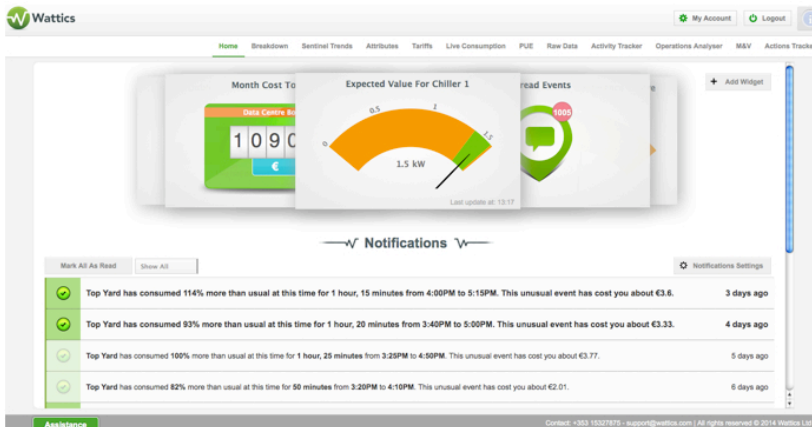 Wattics
My Account
Logout
Home Breakdown Sentinel Trends Attributes Tariffs Live Consumption PUE Raw Data Activity Tracker Operations Analyser M&V Actions Tracke
Month Cost To
Expected Value For Chiller 1
read Events
+ Add Widget
Data Centre Bo
1090
€
0 0.5 1 1.5
1.5 kW
Last update at: 13:17
1005
Notifications
Mark All As Read
Show All
Notifications Settings
Top Yard has consumed 114% more than usual at this time for 1 hour, 15 minutes from 4:00PM to 5:15PM. This unusual event has cost you about €3.6. 3 days ago
Top Yard has consumed 93% more than usual at this time for 1 hour, 20 minutes from 3:40PM to 5:00PM. This unusual event has cost you about €3.33. 4 days ago
Top Yard has consumed 100% more than usual at this time for 1 hour, 25 minutes from 3:25PM to 4:50PM. This unusual event has cost you about €3.77. 5 days ago
Top Yard has consumed 82% more than usual at this time for 50 minutes from 3:20PM to 4:10PM. This unusual event has cost you about €2.01. 6 days ago
Assistance
Contact: +353 15327875 - support@wattics.com | All rights reserved © 2014 Wattics Ltd